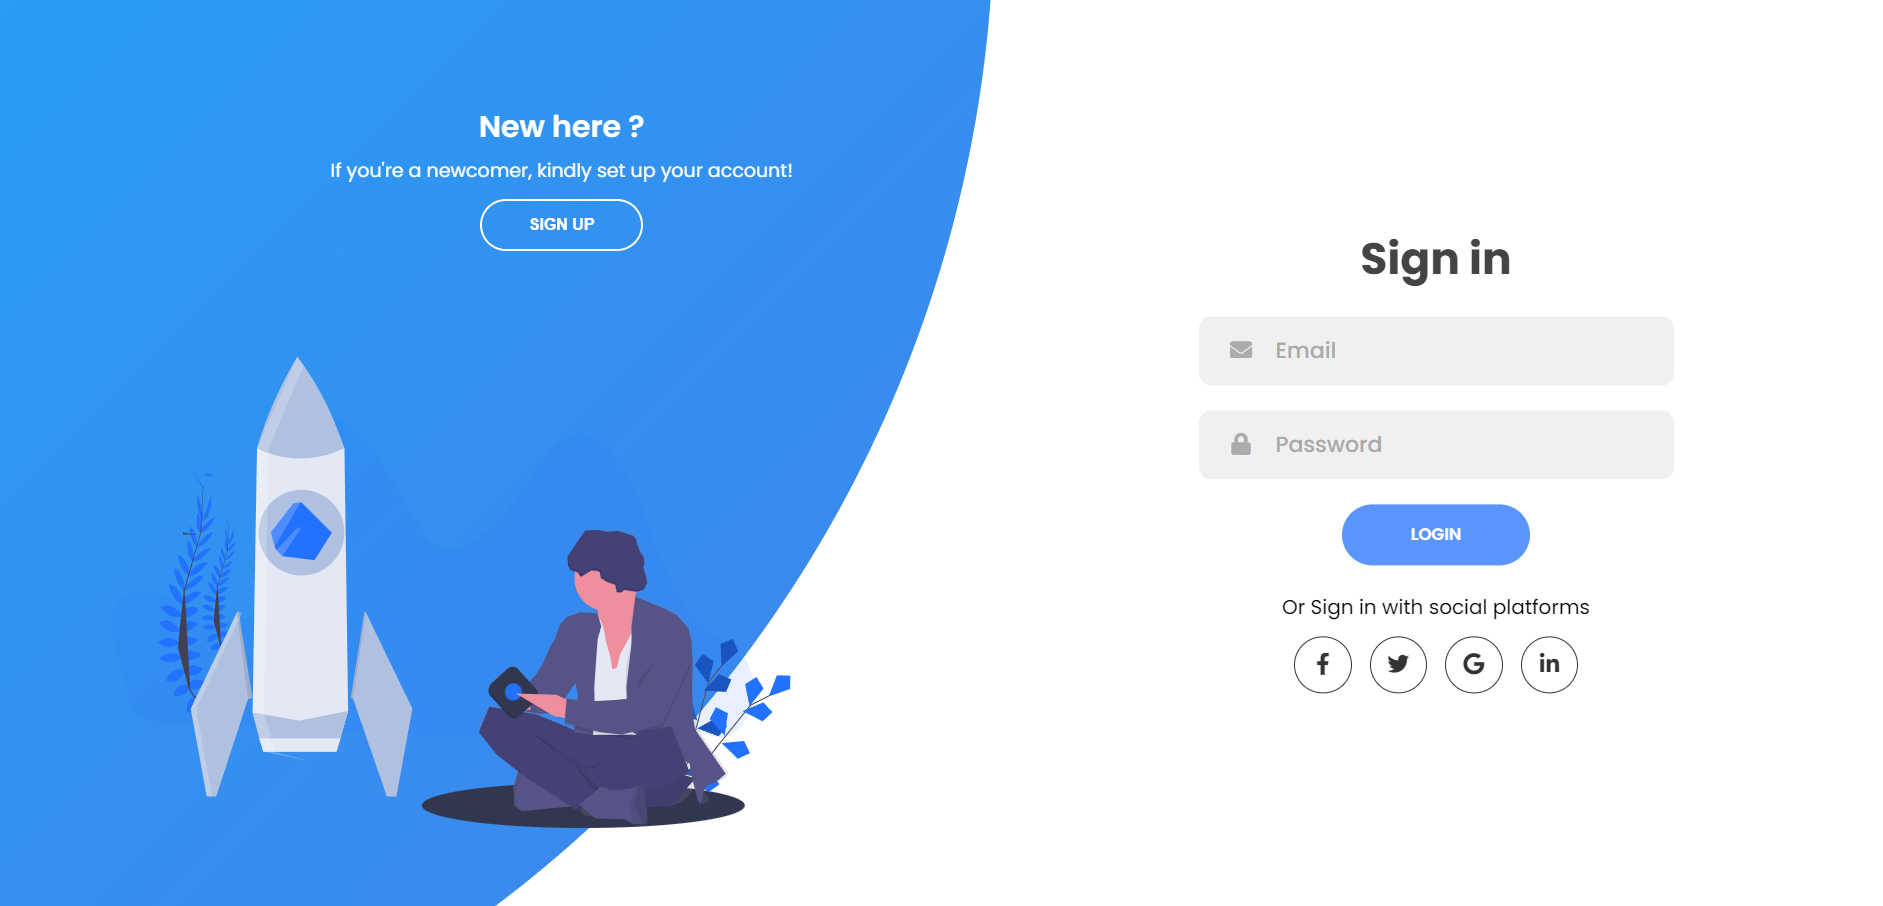 New here ?
If you're a newcomer, kindly set up your account!
SIGN UP
Sign in
Email
Password
LOGIN
Or Sign in with social platforms